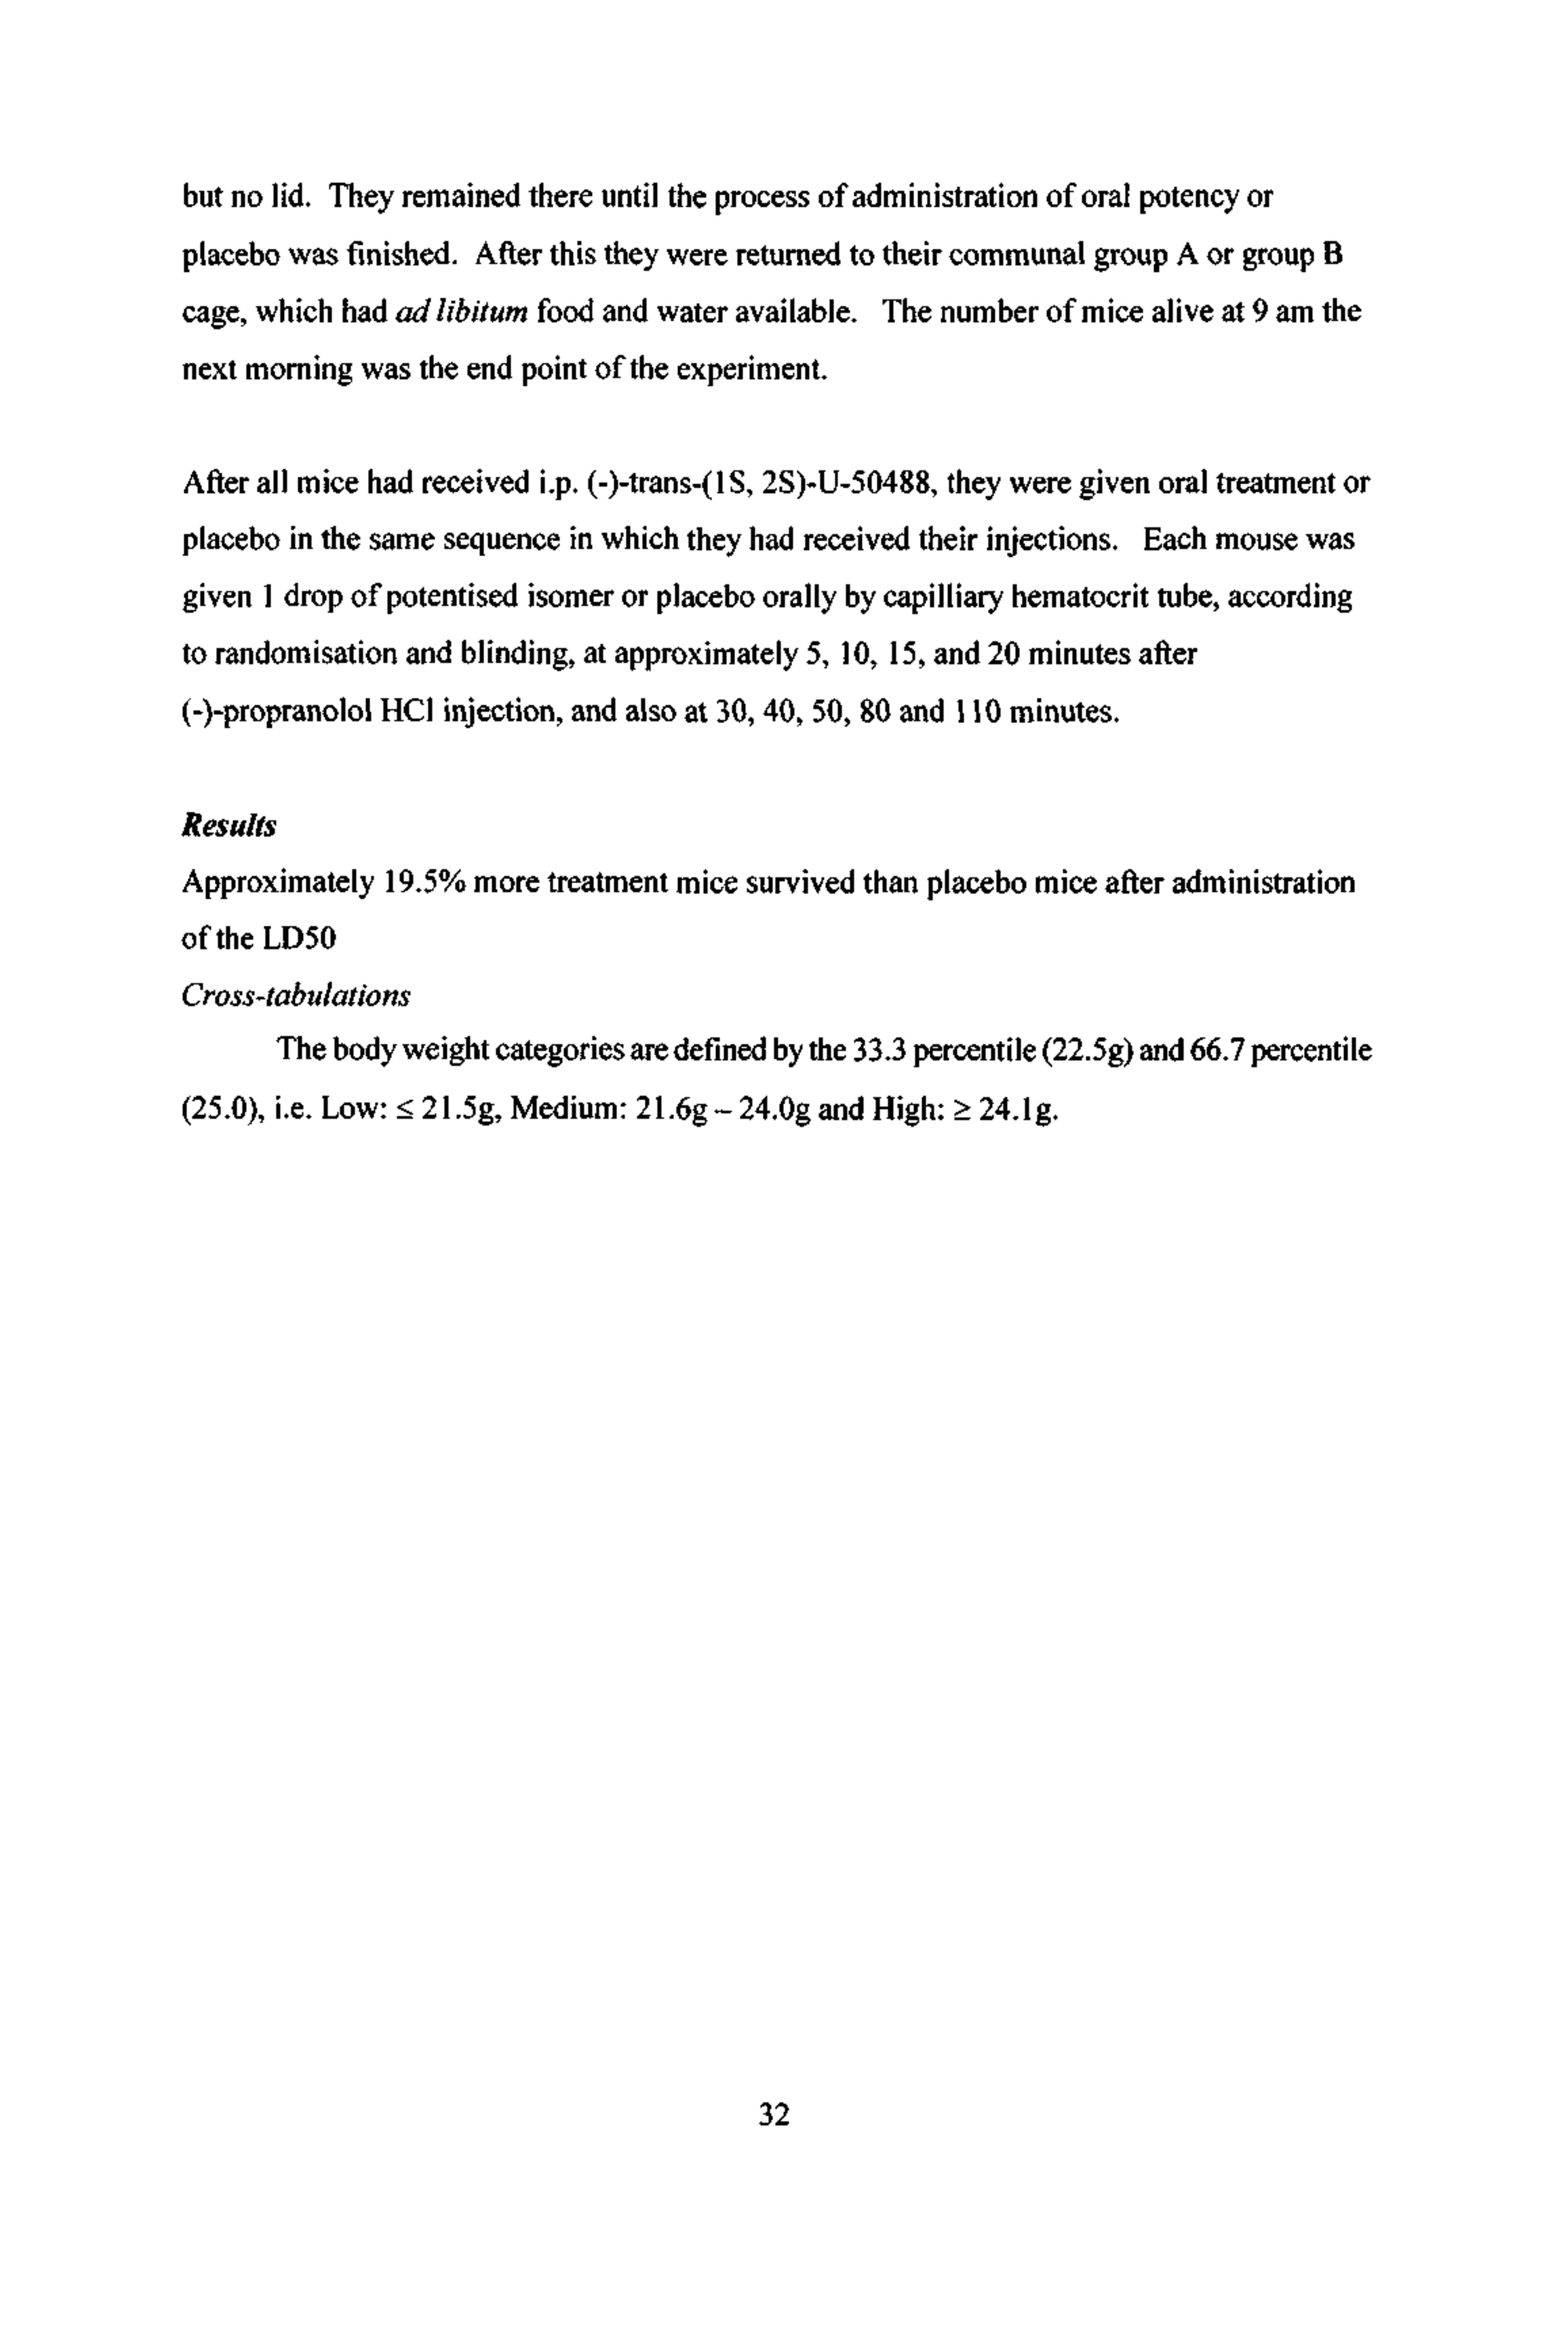 but no lid. They remained there until the process of administration of oral potency or
placebo was finished. After this they were returned to their communal group A or group B
cage, which had ad libitum food and water available. The number of mice alive at 9 am the
next morning was the end point of the experiment.
After all mice had received i.p. (-)-trans-(1S, 2S)-U-50488, they were given oral treatment or
placebo in the same sequence in which they had received their injections. Each mouse was
given 1 drop of potentised isomer or placebo orally by capilliary hematocrit tube, according
to randomisation and blinding, at approximately 5, 10, 15, and 20 minutes after
(-)-propranolol HCl injection, and also at 30, 40, 50, 80 and 110 minutes.
Results
Approximately 19.5% more treatment mice survived than placebo mice after administration
of the LD50
Cross-tabulations
The body weight categories are defined by the 33.3 percentile (22.5g) and 66.7 percentile
(25.0), i.e. Low: ≤ 21.5g, Medium: 21.6g – 24.0g and High: ≥ 24.1g.
32